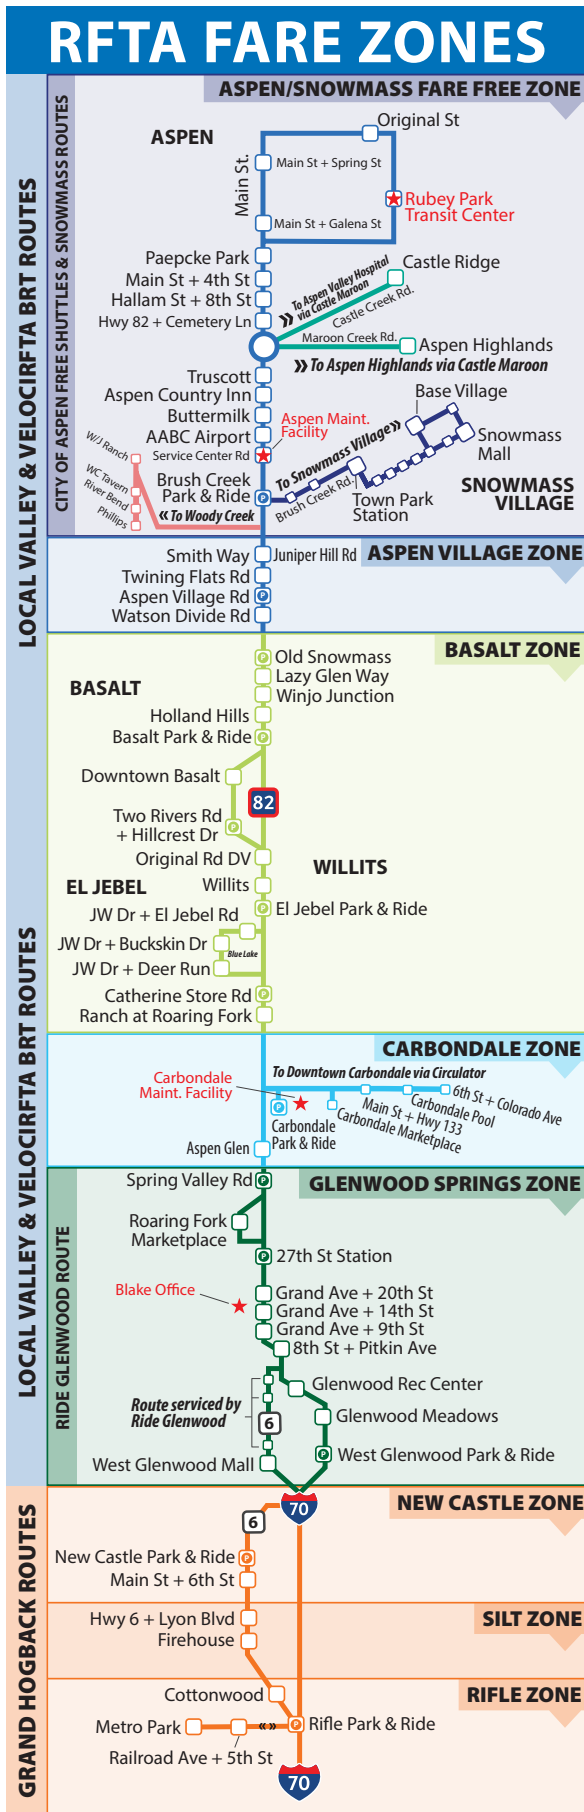 RFTA FARE ZONES
LOCAL VALLEY & VELOCIRFTA BRT ROUTES
CITY OF ASPEN FREE SHUTTLES & SNOWMASS ROUTES
ASPEN/SNOWMASS FARE FREE ZONE
Original St
ASPEN
Main St.
Main St + Spring St
Rubey Park
Transit Center
Main St + Galena St
Paepcke Park
Main St + 4th St
Hallam St + 8th St
Hwy 82 + Cemetery Ln
To Aspen Valley Hospital
via Castle Maroon
Castle Ridge
Castle Creek Rd.
Maroon Creek Rd.
Aspen Highlands
» To Aspen Highlands via Castle Maroon
Truscott
Aspen Country Inn
Buttermilk
AABC Airport
Service Center Rd
Aspen Maint.
Facility
Base Village
Snowmass
Mall
To Snowmass Village »
Brush Creek Rd.
Town Park
Station
SNOWMASS
VILLAGE
Brush Creek
Park & Ride
P
« To Woody Creek
W/J Ranch
WC Tavern
River Bend
Phillips
ASPEN VILLAGE ZONE
Smith Way
Juniper Hill Rd
Twining Flats Rd
Aspen Village Rd
P
Watson Divide Rd
BASALT ZONE
P
Old Snowmass
Lazy Glen Way
Winjo Junction
BASALT
Holland Hills
Basalt Park & Ride
P
Downtown Basalt
82
Two Rivers Rd
+ Hillcrest Dr
P
Original Rd DV
WILLITS
Willits
EL JEBEL
P
El Jebel Park & Ride
JW Dr + El Jebel Rd
JW Dr + Buckskin Dr
Blue Lake
JW Dr + Deer Run
Catherine Store Rd
P
Ranch at Roaring Fork
LOCAL VALLEY & VELOCIRFTA BRT ROUTES
CARBONDALE ZONE
To Downtown Carbondale via Circulator
Carbondale
Maint. Facility
P
Carbondale
Park & Ride
6th St + Colorado Ave
Carbondale Pool
Main St + Hwy 133
Carbondale Marketplace
Aspen Glen
RIDE GLENWOOD ROUTE
GLENWOOD SPRINGS ZONE
Spring Valley Rd
P
Roaring Fork
Marketplace
P
27th St Station
Blake Office
Grand Ave + 20th St
Grand Ave + 14th St
Grand Ave + 9th St
8th St + Pitkin Ave
Glenwood Rec Center
Route serviced by
Ride Glenwood
6
Glenwood Meadows
P
West Glenwood Park & Ride
West Glenwood Mall
GRAND HOGBACK ROUTES
NEW CASTLE ZONE
70
6
New Castle Park & Ride
P
Main St + 6th St
SILT ZONE
Hwy 6 + Lyon Blvd
Firehouse
RIFLE ZONE
Cottonwood
Metro Park
« »
P
Rifle Park & Ride
Railroad Ave + 5th St
70